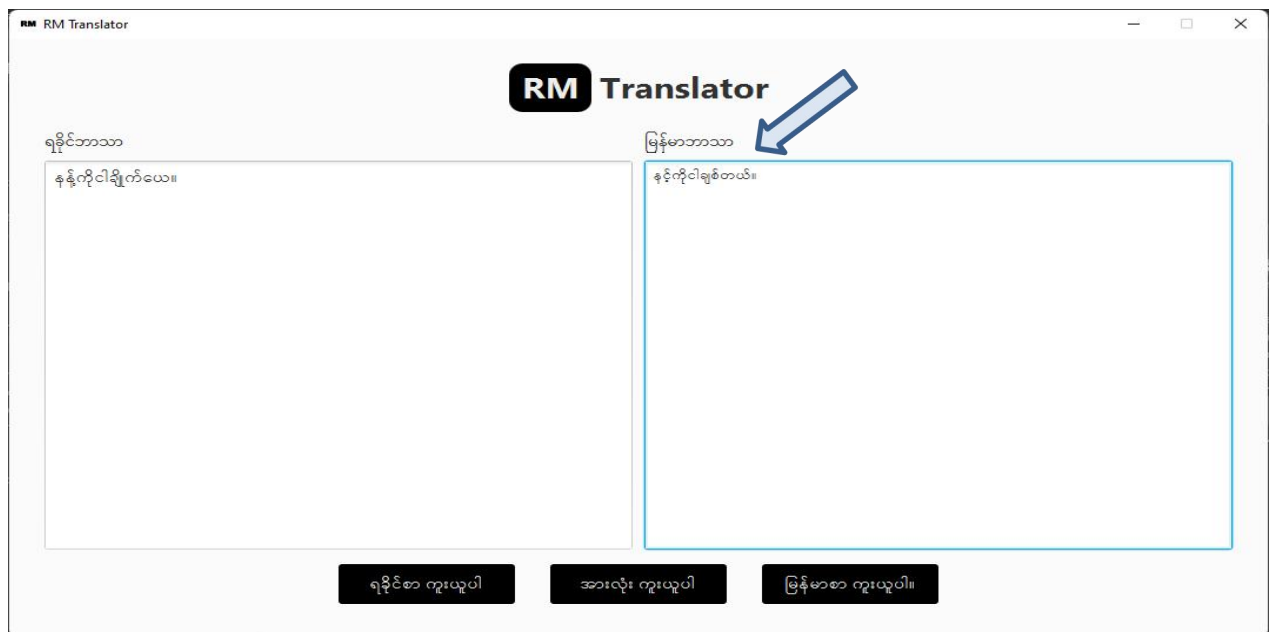 RM RM Translator
RM Translator
ရခိုင်ဘာသာ
မြန်မာဘာသာ
နန့်ကိုငါချိုက်ယေ။
နင့်ကိုငါချစ်တယ်။
ရခိုင်စာ ကူးယူပါ
အားလုံး ကူးယူပါ
မြန်မာစာ ကူးယူပါ။